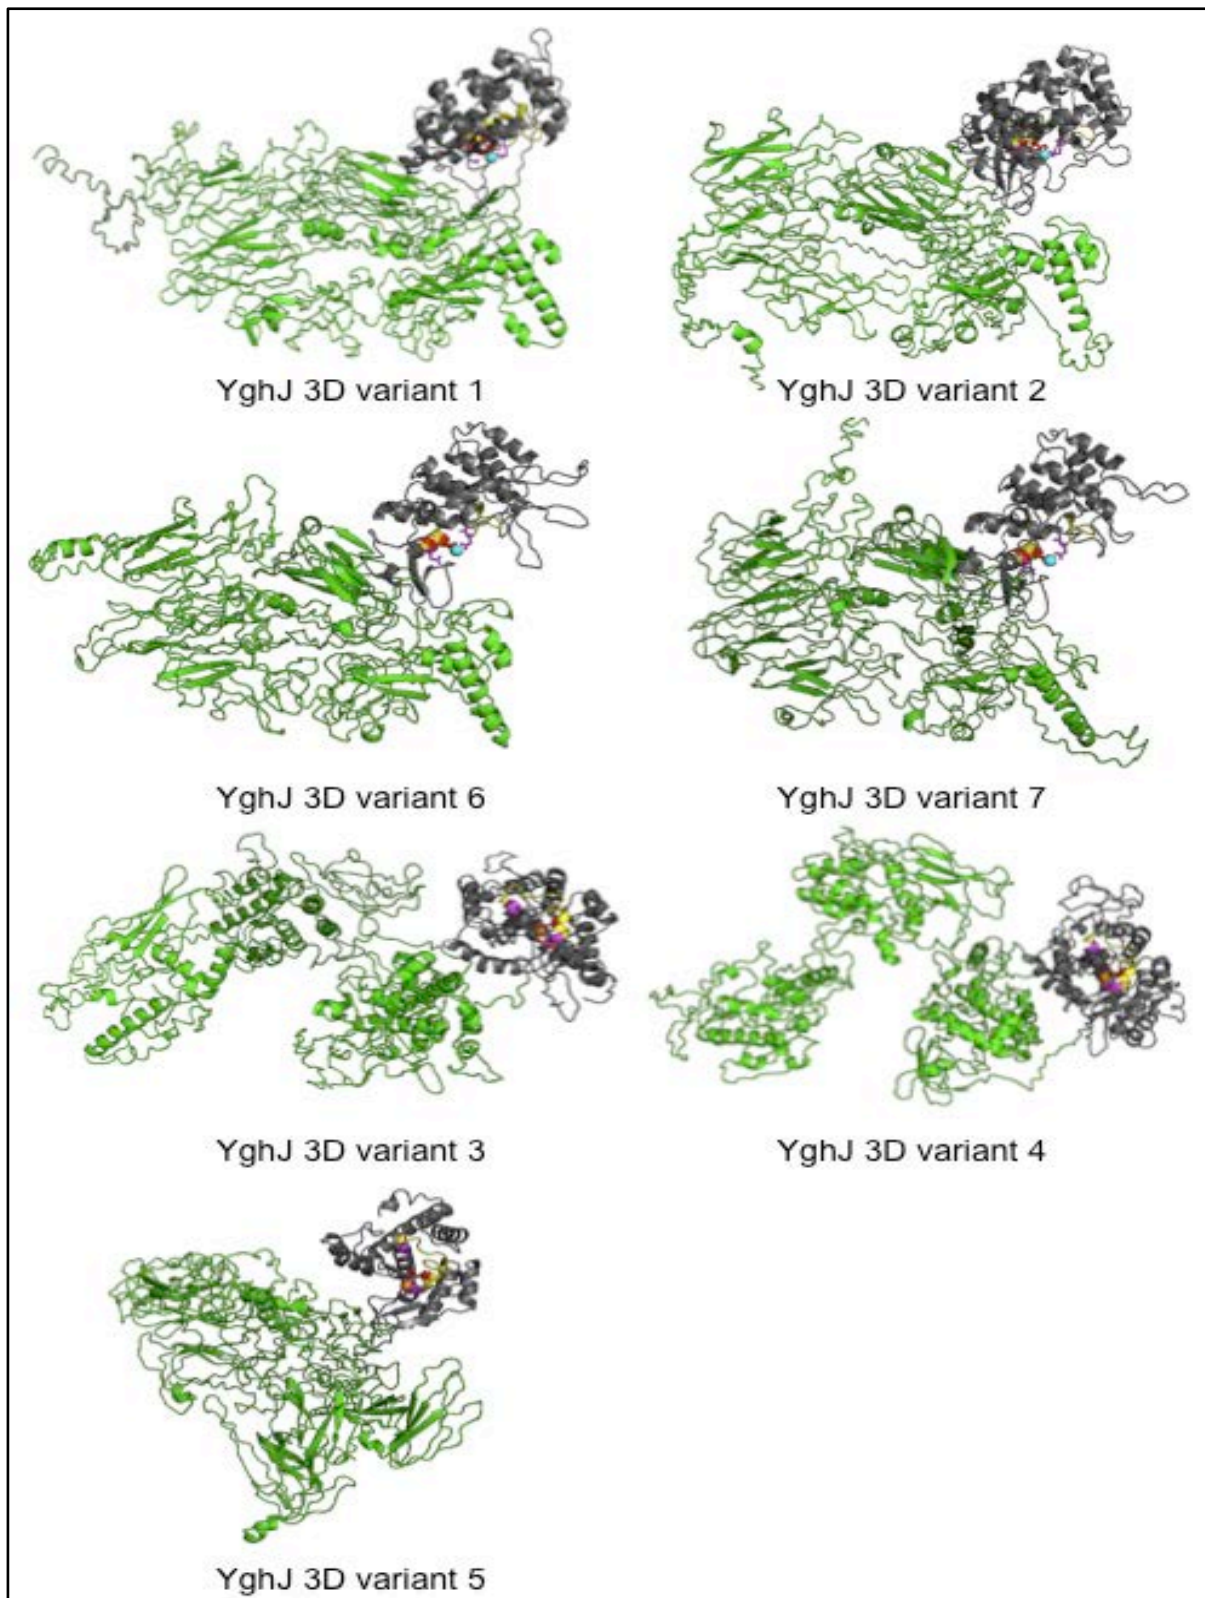 YghJ 3D variant 1
YghJ 3D variant 2
YghJ 3D variant 6
YghJ 3D variant 7
YghJ 3D variant 3
YghJ 3D variant 4
YghJ 3D variant 5